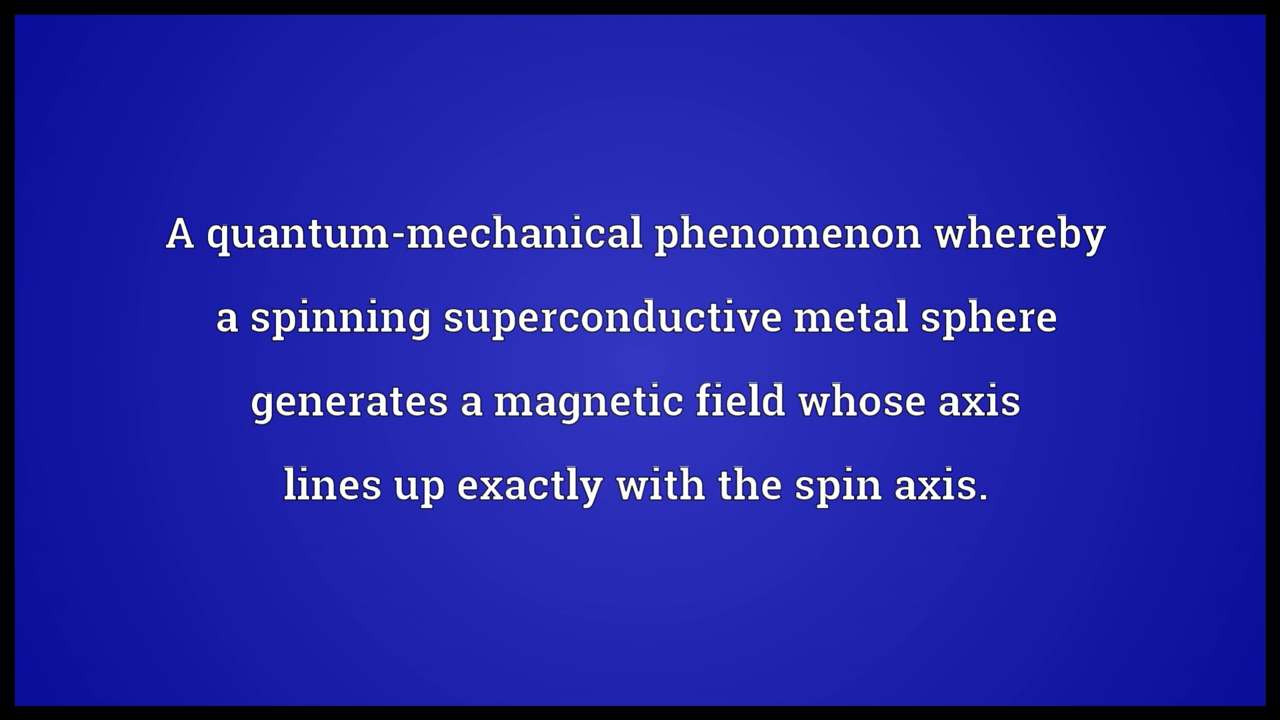 A quantum-mechanical phenomenon whereby
a spinning superconductive metal sphere
generates a magnetic field whose axis
lines up exactly with the spin axis.